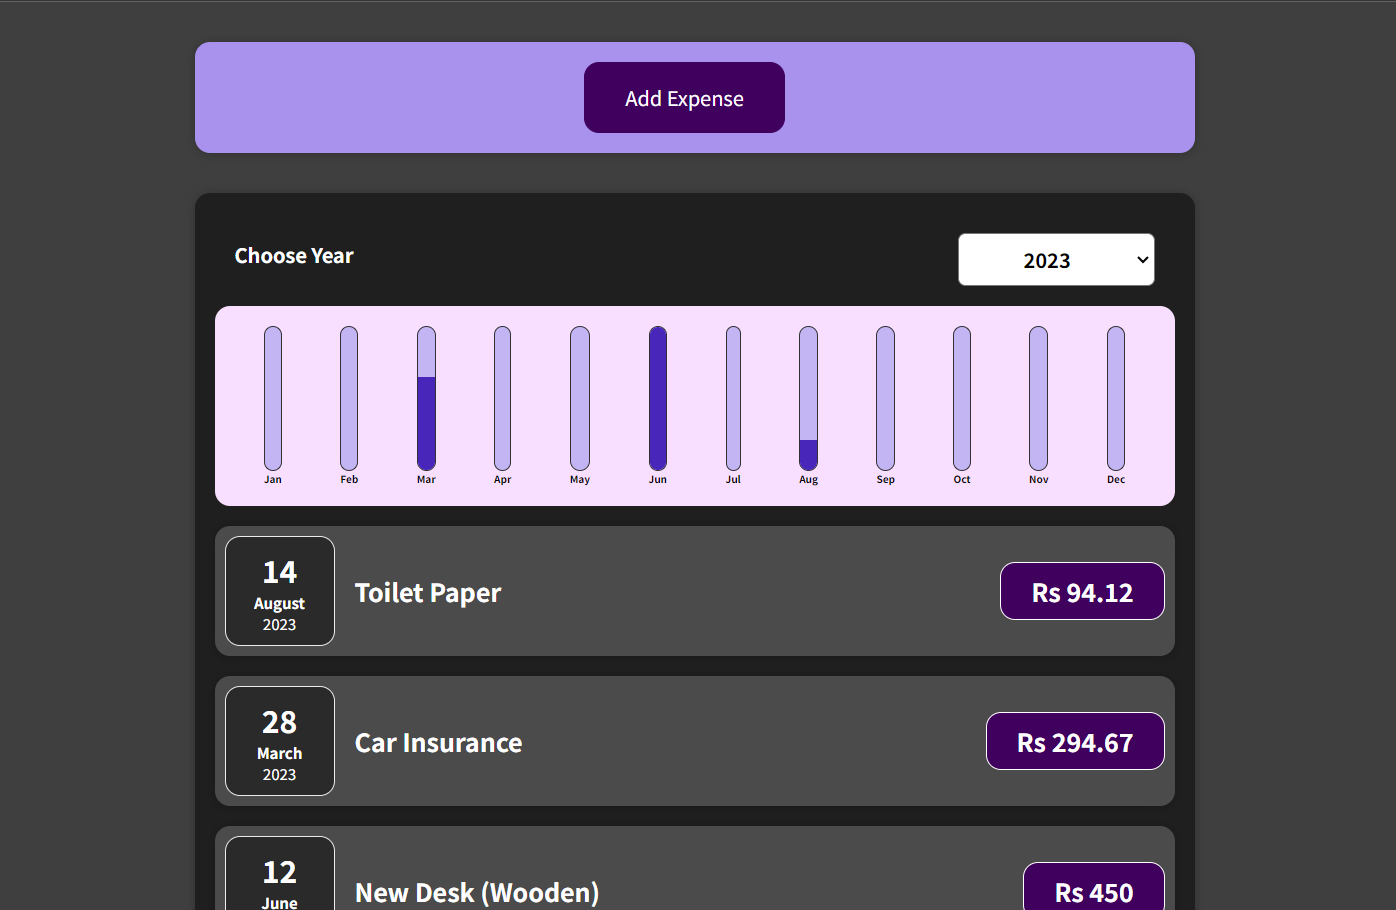 Add Expense
Choose Year
2023
Jan Feb Mar Apr May Jun Jul Aug Sep Oct Nov Dec
14
August
2023
Toilet Paper
Rs 94.12
28
March
2023
Car Insurance
Rs 294.67
12
June
New Desk (Wooden)
Rs 450